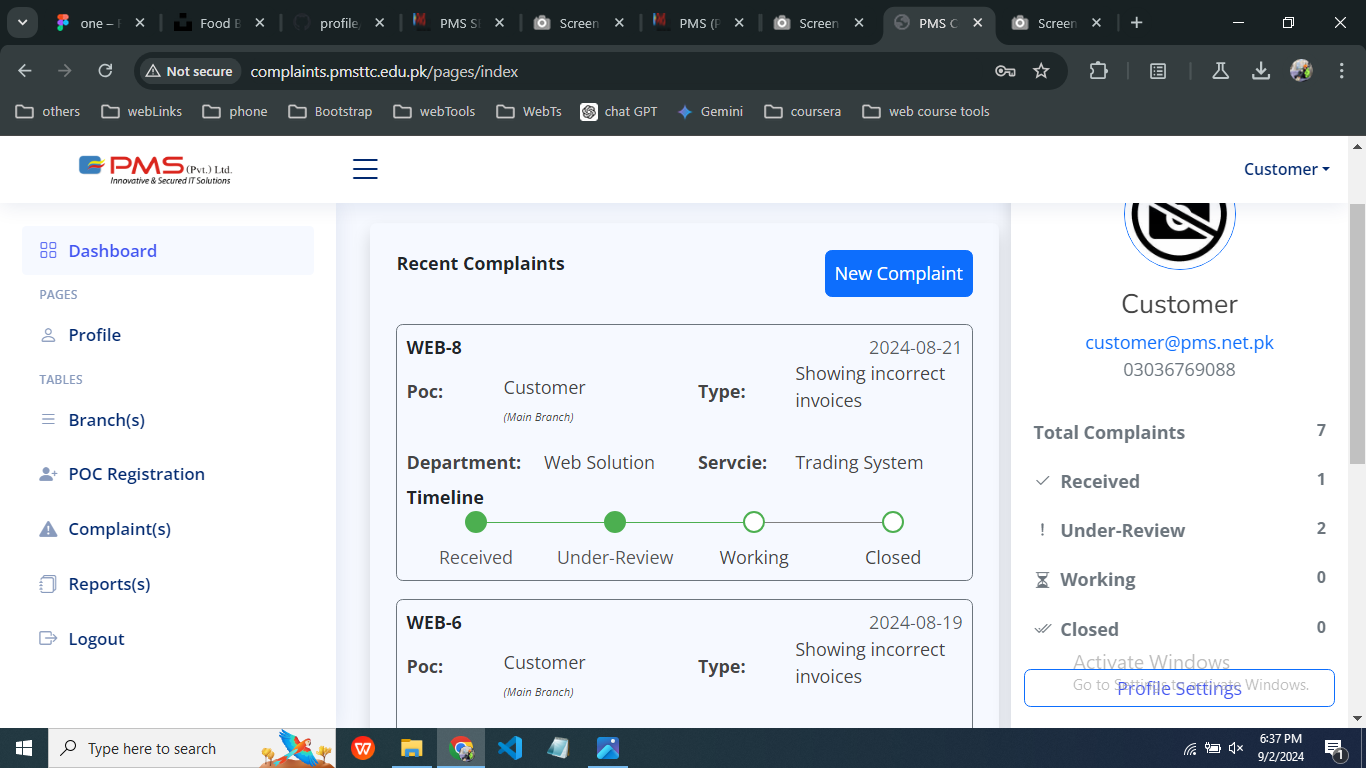 one – F
Food B
profile,
PMS SI
Screen
PMS (P
Screen
PMS C
Screen
Not secure
complaints.pmsttc.edu.pk/pages/index
others
webLinks
phone
Bootstrap
webTools
WebTs
chat GPT
Gemini
coursera
web course tools
PMS (Pvt.) Ltd.
Innovative & Secured IT Solutions
Customer
Dashboard
PAGES
Profile
TABLES
Branch(s)
POC Registration
Complaint(s)
Reports(s)
Logout
Recent Complaints
New Complaint
WEB-8 2024-08-21
Poc: Customer
(Main Branch)
Type: Showing incorrect
invoices
Department: Web Solution Servcie: Trading System
Timeline
Received Under-Review Working Closed
WEB-6 2024-08-19
Poc: Customer
(Main Branch)
Type: Showing incorrect
invoices
Customer
customer@pms.net.pk
03036769088
Total Complaints 7
Received 1
Under-Review 2
Working 0
Closed 0
Activate Windows
Go to Settings to activate Windows.
Profile Settings
Type here to search
6:37 PM
9/2/2024
1